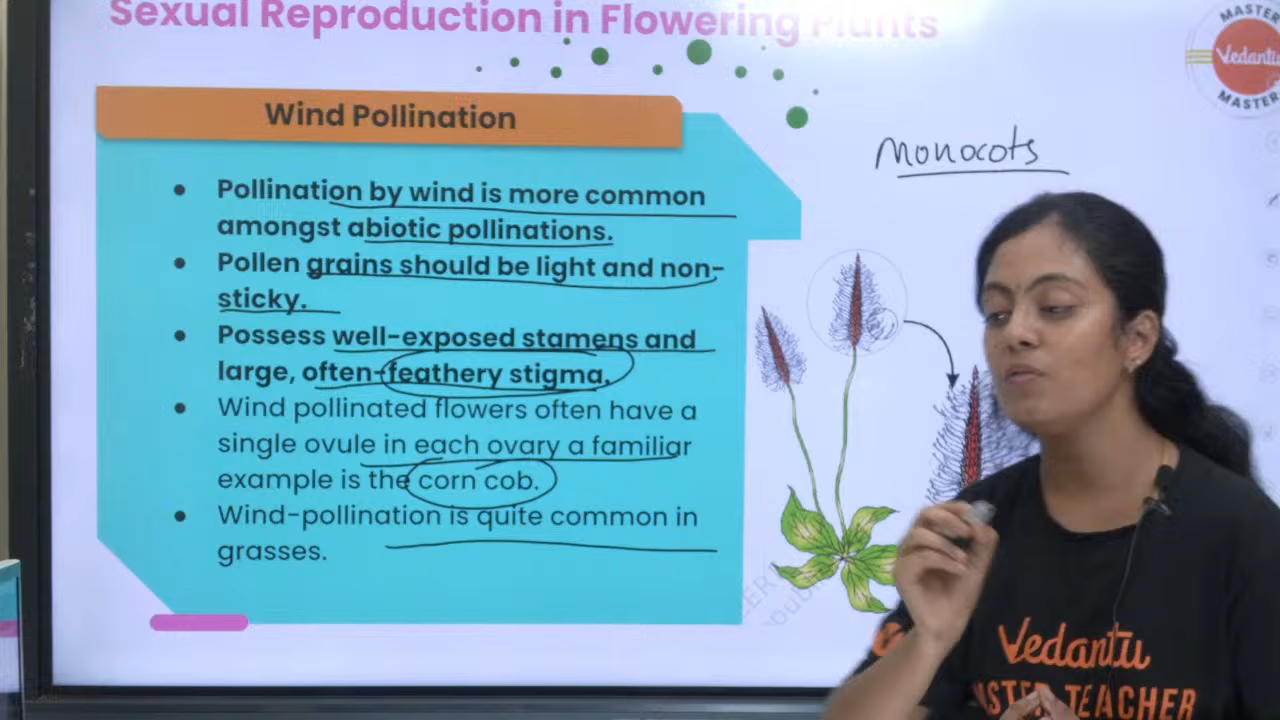 Sexual Reproduction in Flowering Plants
MASTER
Vedantu
MASTER
Wind Pollination
Monocots
• Pollination by wind is more common
amongst abiotic pollinations.
• Pollen grains should be light and non-
sticky.
• Possess well-exposed stamens and
large, often-feathery stigma.
• Wind pollinated flowers often have a
single ovule in each ovary a familiar
example is the corn cob.
• Wind-pollination is quite common in
grasses.
Vedantu
MASTER TEACHER